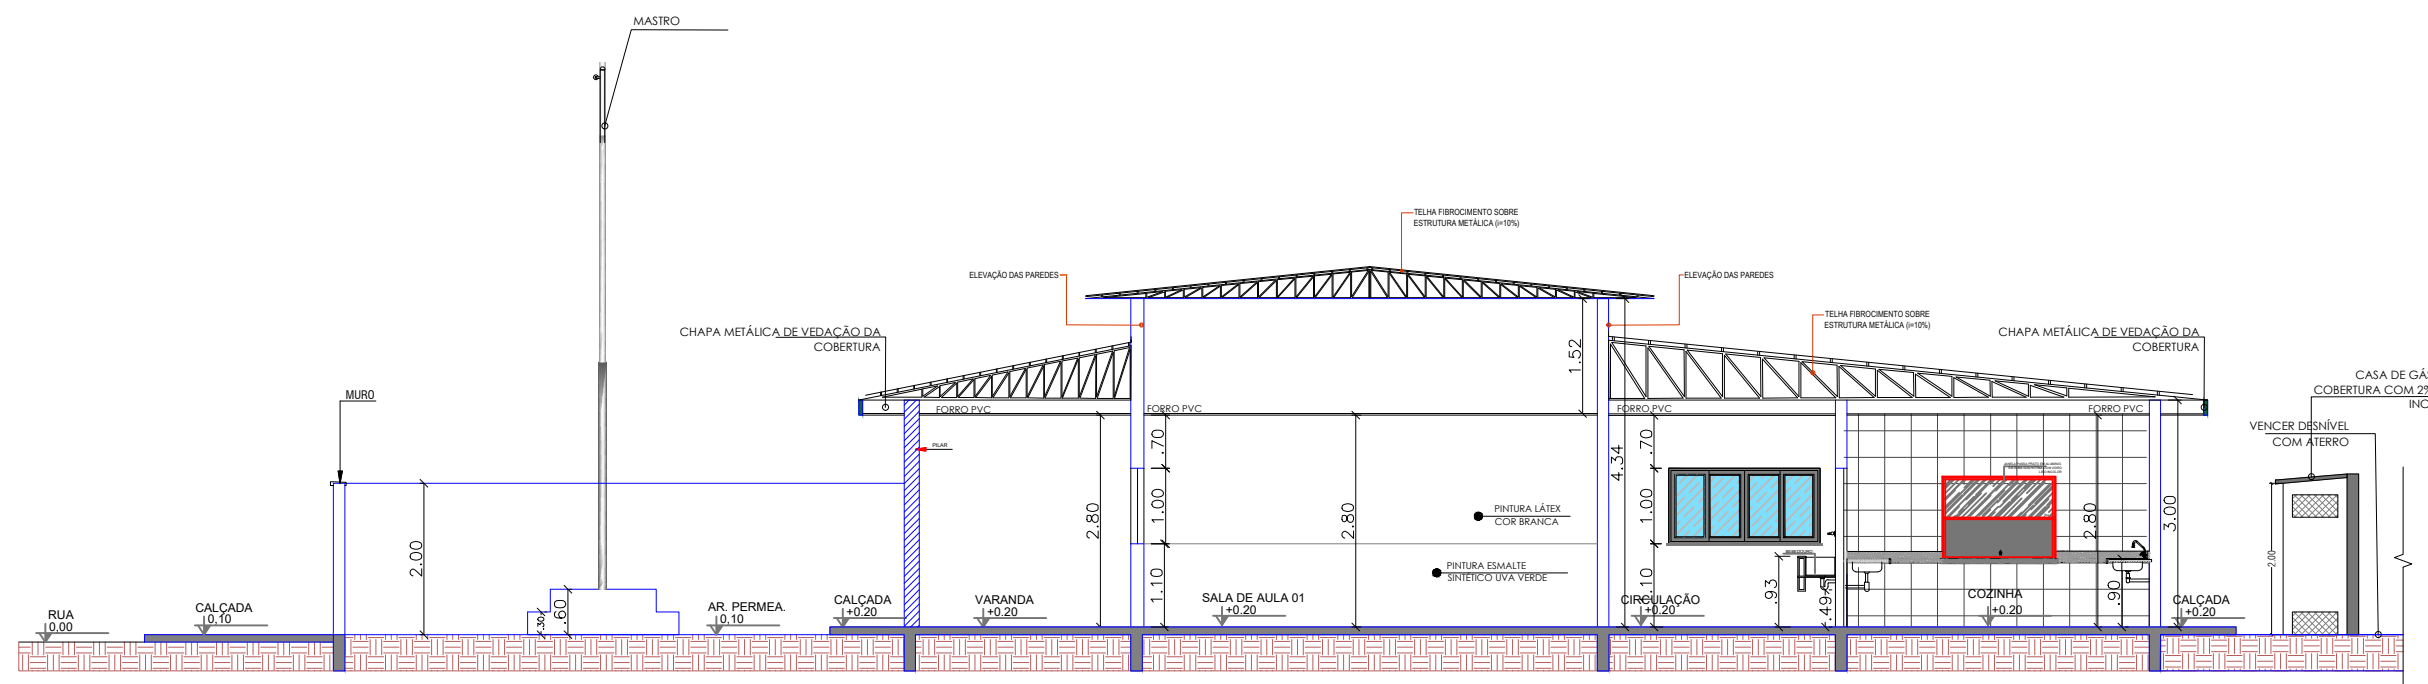 MASTRO
TELHA FIBROCIMENTO SOBRE
ESTRUTURA METÁLICA (i=10%)
ELEVAÇÃO DAS PAREDES
ELEVAÇÃO DAS PAREDES
CHAPA METÁLICA DE VEDAÇÃO DA
COBERTURA
TELHA FIBROCIMENTO SOBRE
ESTRUTURA METÁLICA (i=10%)
CHAPA METÁLICA DE VEDAÇÃO DA
COBERTURA
1.52
MURO
CASA DE GÁS
COBERTURA COM 2%
INC
FORRO PVC
FORRO PVC
FORRO PVC
FORRO PVC
VENCER DESNÍVEL
COM ATERRO
PILAR
.70
4.34
.70
2.00
2.80
1.00
2.80
PINTURA LÁTEX
COR BRANCA
1.00
2.80
3.00
2.00
BEBEDOURO
PINTURA ESMALTE
SINTÉTICO UVA VERDE
1.10
1.10
.93
.49
.90
.30
.60
RUA
0,00
CALÇADA
0,10
AR. PERMEA.
0,10
CALÇADA
+0.20
VARANDA
+0.20
SALA DE AULA 01
+0.20
CIRCULAÇÃO
+0.20
COZINHA
+0.20
CALÇADA
+0.20